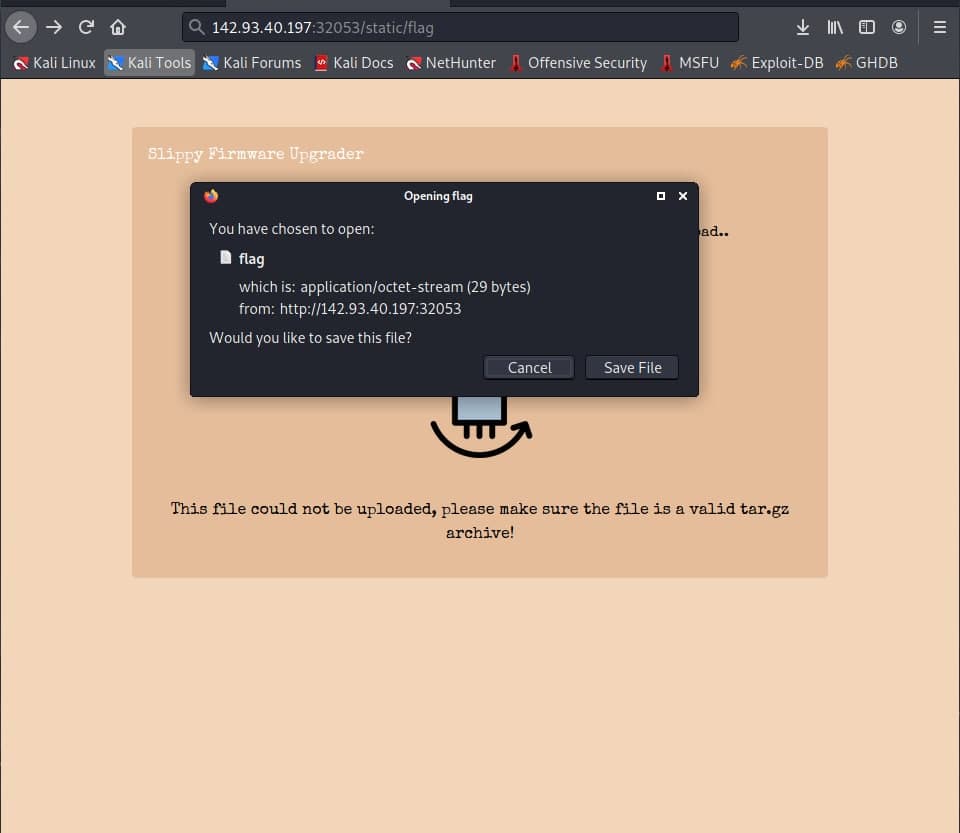 142.93.40.197:32053/static/flag
Kali Linux Kali Tools Kali Forums Kali Docs NetHunter Offensive Security MSFU Exploit-DB GHDB
Slippy Firmware Upgrader
Opening flag
You have chosen to open:
flag
which is: application/octet-stream (29 bytes)
from: http://142.93.40.197:32053
Would you like to save this file?
Cancel Save File
This file could not be uploaded, please make sure the file is a valid tar.gz
archive!